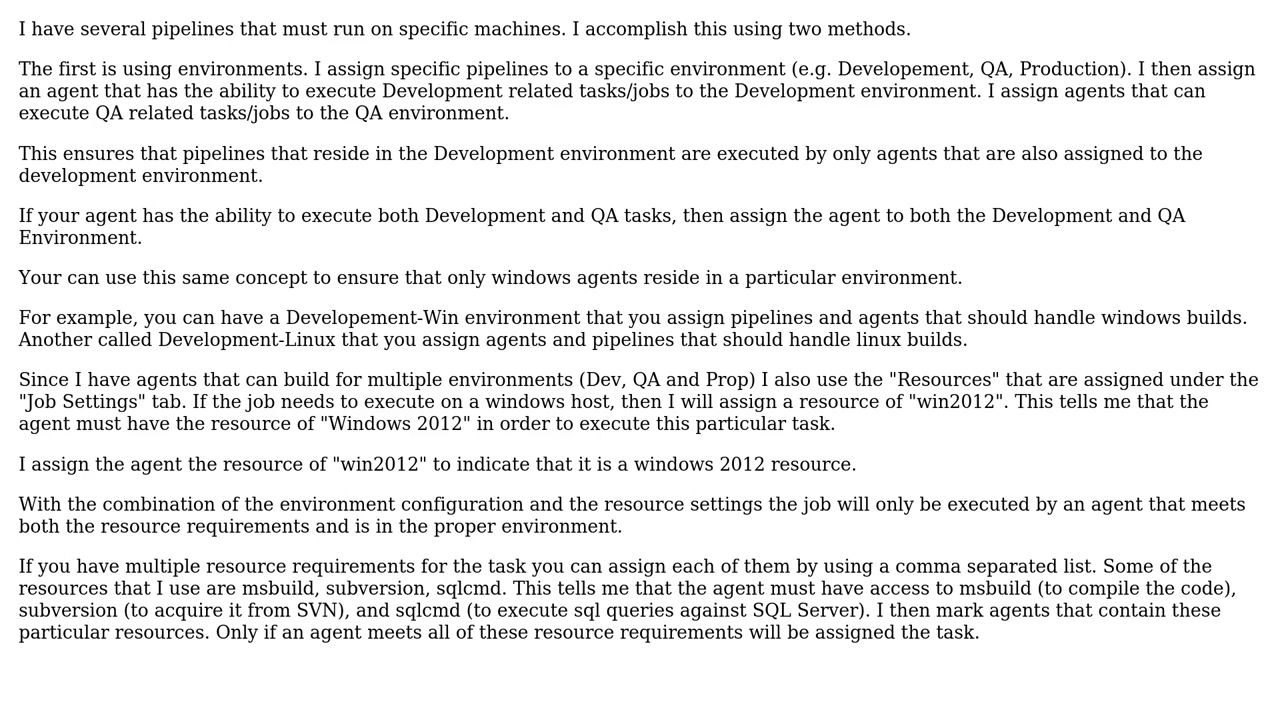 I have several pipelines that must run on specific machines. I accomplish this using two methods.
The first is using environments. I assign specific pipelines to a specific environment (e.g. Developement, QA, Production). I then assign
an agent that has the ability to execute Development related tasks/jobs to the Development environment. I assign agents that can
execute QA related tasks/jobs to the QA environment.
This ensures that pipelines that reside in the Development environment are executed by only agents that are also assigned to the
development environment.
If your agent has the ability to execute both Development and QA tasks, then assign the agent to both the Development and QA
Environment.
Your can use this same concept to ensure that only windows agents reside in a particular environment.
For example, you can have a Developement-Win environment that you assign pipelines and agents that should handle windows builds.
Another called Development-Linux that you assign agents and pipelines that should handle linux builds.
Since I have agents that can build for multiple environments (Dev, QA and Prop) I also use the "Resources" that are assigned under the
"Job Settings" tab. If the job needs to execute on a windows host, then I will assign a resource of "win2012". This tells me that the
agent must have the resource of "Windows 2012" in order to execute this particular task.
I assign the agent the resource of "win2012" to indicate that it is a windows 2012 resource.
With the combination of the environment configuration and the resource settings the job will only be executed by an agent that meets
both the resource requirements and is in the proper environment.
If you have multiple resource requirements for the task you can assign each of them by using a comma separated list. Some of the
resources that I use are msbuild, subversion, sqlcmd. This tells me that the agent must have access to msbuild (to compile the code),
subversion (to acquire it from SVN), and sqlcmd (to execute sql queries against SQL Server). I then mark agents that contain these
particular resources. Only if an agent meets all of these resource requirements will be assigned the task.